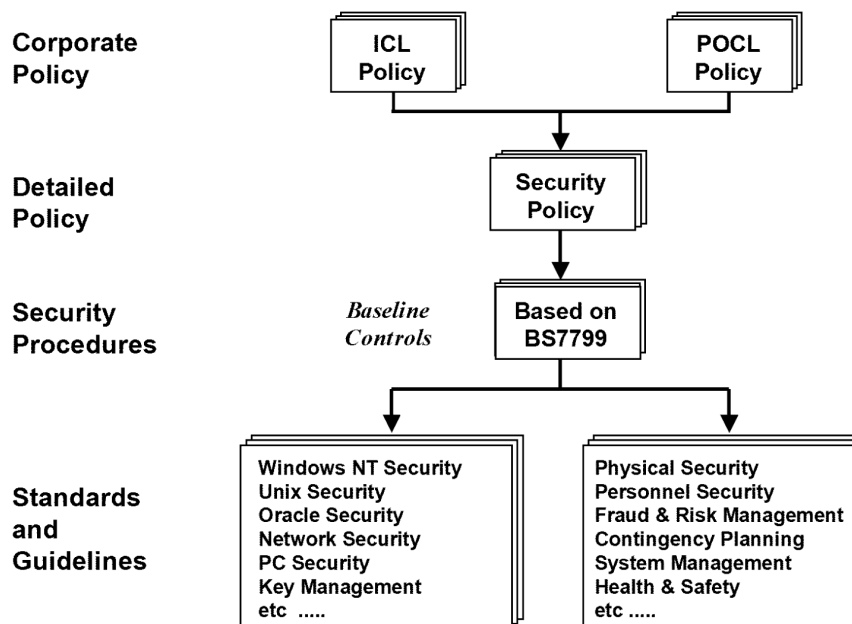 Corporate
Policy
ICL
Policy
POCL
Policy
Detailed
Policy
Security
Policy
Security
Procedures
Baseline
Controls
Based on
BS7799
Standards
and
Guidelines
Windows NT Security
Unix Security
Oracle Security
Network Security
PC Security
Key Management
etc .....
Physical Security
Personnel Security
Fraud & Risk Management
Contingency Planning
System Management
Health & Safety
etc .....